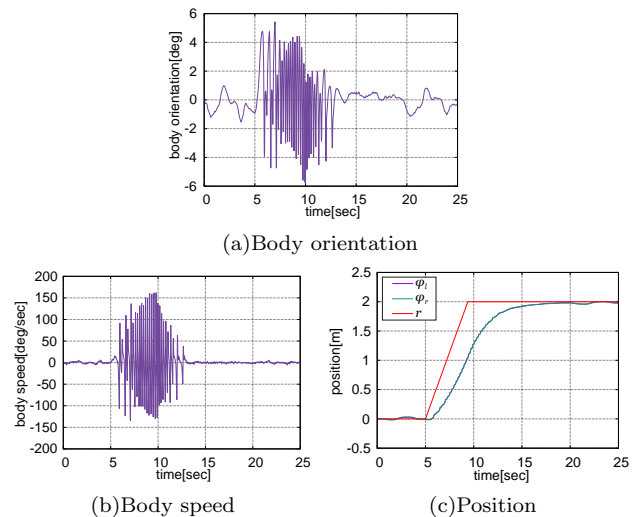 6
4
2
0
-2
-4
-6
body orientation[deg]
0 5 10 15 20 25
time[sec]
(a)Body orientation
200
150
100
50
0
-50
-100
-150
-200
body speed[deg/sec]
0 5 10 15 20 25
time[sec]
(b)Body speed
2.5
2
1.5
1
0.5
0
-0.5
position[m]
φl
φr
r
0 5 10 15 20 25
time[sec]
(c)Position